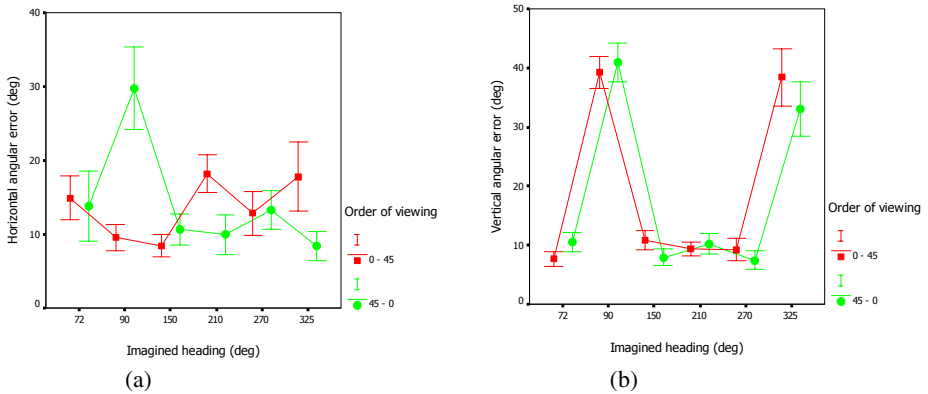 40
30
20
10
0
Horizontal angular error (deg)
72 90 150 210 270 325
Imagined heading (deg)
Order of viewing
0 - 45
45 - 0
(a)
50
40
30
20
10
0
Vertical angular error (deg)
72 90 150 210 270 325
Imagined heading (deg)
Order of viewing
0 - 45
45 - 0
(b)